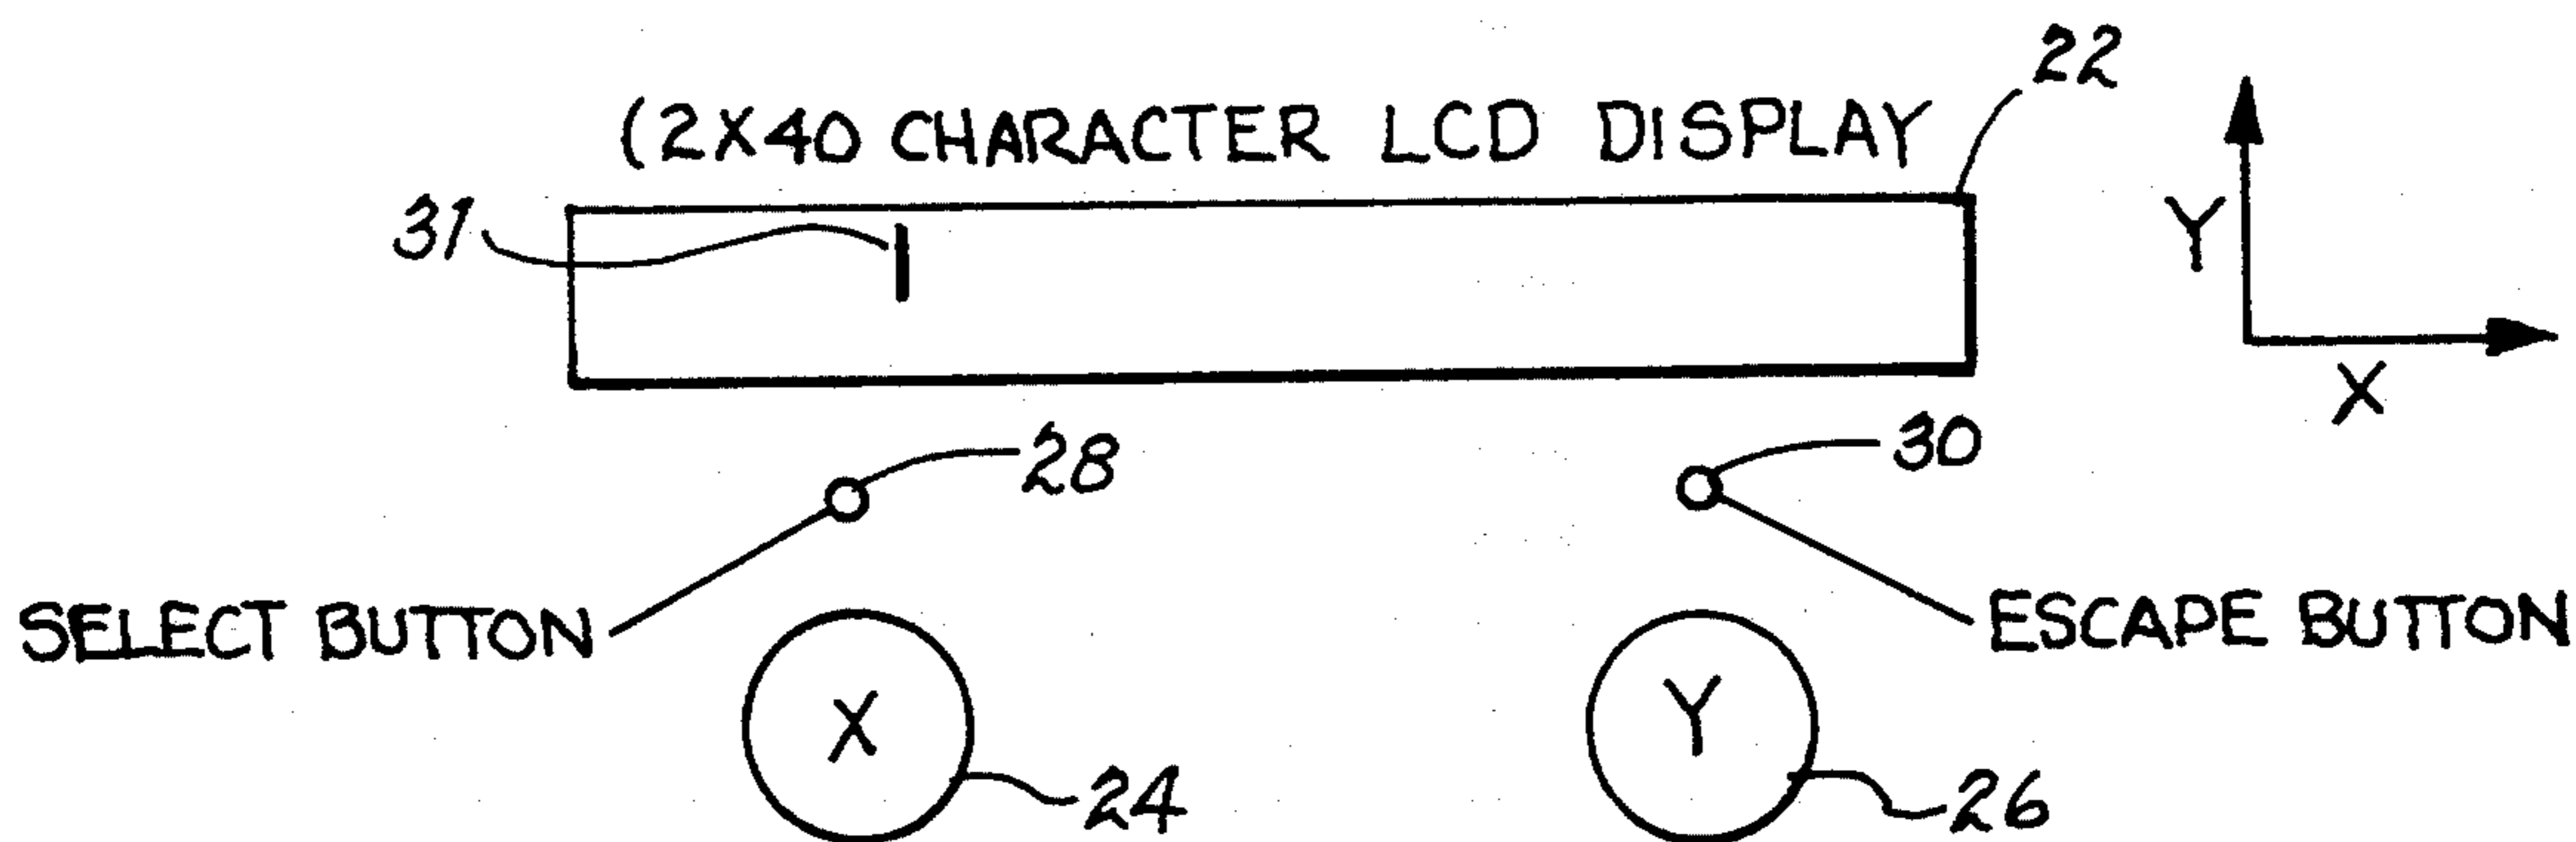 22
(2X40 CHARACTER LCD DISPLAY
31
Y
X
28
30
SELECT BUTTON
ESCAPE BUTTON
X
Y
24
26